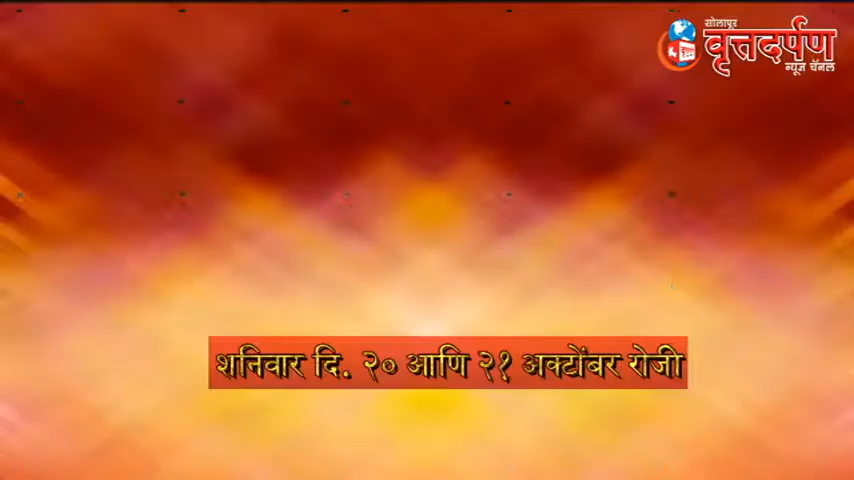 सोलापूर
वृत्तदर्पण
न्यूज चॅनल
शनिवार दि. २० आणि २१ अक्टोंबर रोजी